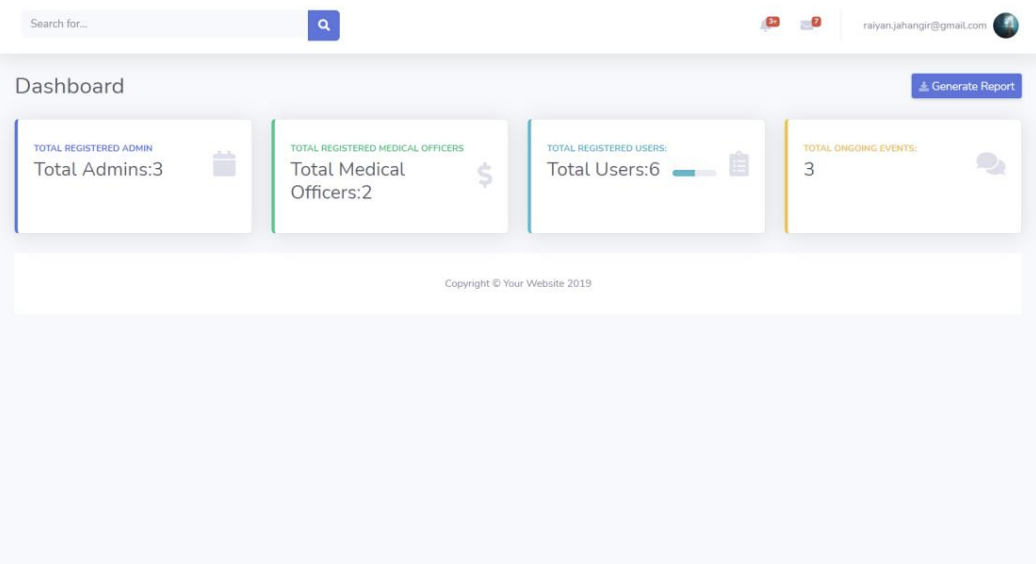 Search for...
3+
7
raiyan.jahangir@gmail.com
Dashboard
Generate Report
TOTAL REGISTERED ADMIN
Total Admins:3
TOTAL REGISTERED MEDICAL OFFICERS
Total Medical
Officers:2
TOTAL REGISTERED USERS:
Total Users:6
TOTAL ONGOING EVENTS:
3
Copyright © Your Website 2019